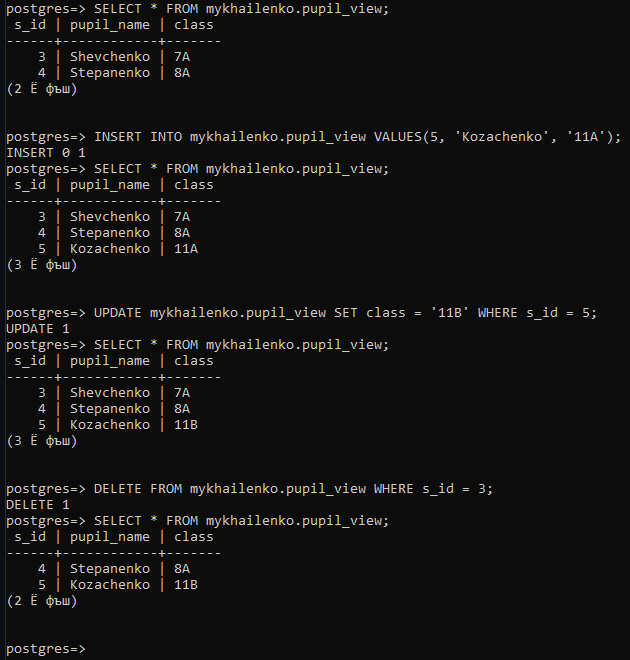 postgres=> SELECT * FROM mykhailenko.pupil_view;
 s_id | pupil_name | class
------+------------+-------
    3 | Shevchenko | 7A
    4 | Stepanenko | 8A
(2 Ё фъш)
postgres=> INSERT INTO mykhailenko.pupil_view VALUES(5, 'Kozachenko', '11A');
INSERT 0 1
postgres=> SELECT * FROM mykhailenko.pupil_view;
 s_id | pupil_name | class
------+------------+-------
    3 | Shevchenko | 7A
    4 | Stepanenko | 8A
    5 | Kozachenko | 11A
(3 Ё фъш)
postgres=> UPDATE mykhailenko.pupil_view SET class = '11B' WHERE s_id = 5;
UPDATE 1
postgres=> SELECT * FROM mykhailenko.pupil_view;
 s_id | pupil_name | class
------+------------+-------
    3 | Shevchenko | 7A
    4 | Stepanenko | 8A
    5 | Kozachenko | 11B
(3 Ё фъш)
postgres=> DELETE FROM mykhailenko.pupil_view WHERE s_id = 3;
DELETE 1
postgres=> SELECT * FROM mykhailenko.pupil_view;
 s_id | pupil_name | class
------+------------+-------
    4 | Stepanenko | 8A
    5 | Kozachenko | 11B
(2 Ё фъш)
postgres=>